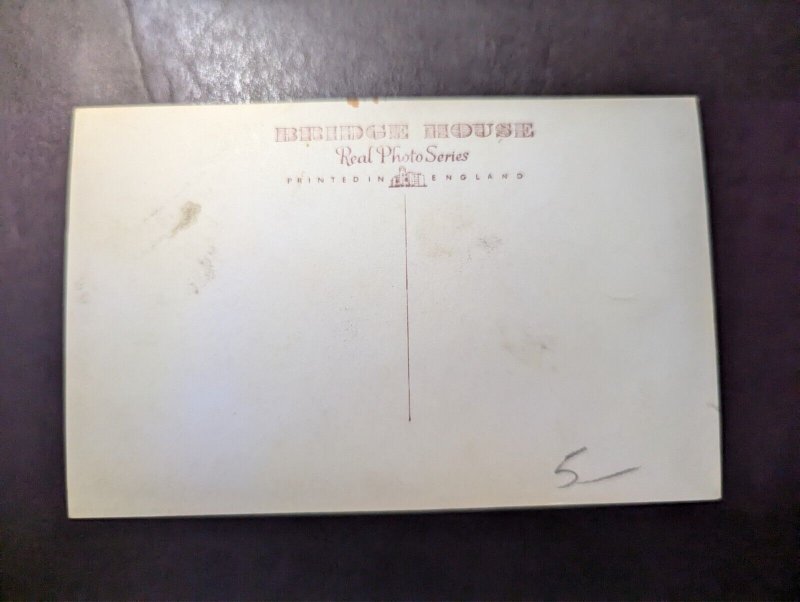 BRIDGE HOUSE
Real Photo Series
PRINTED IN ENGLAND
5